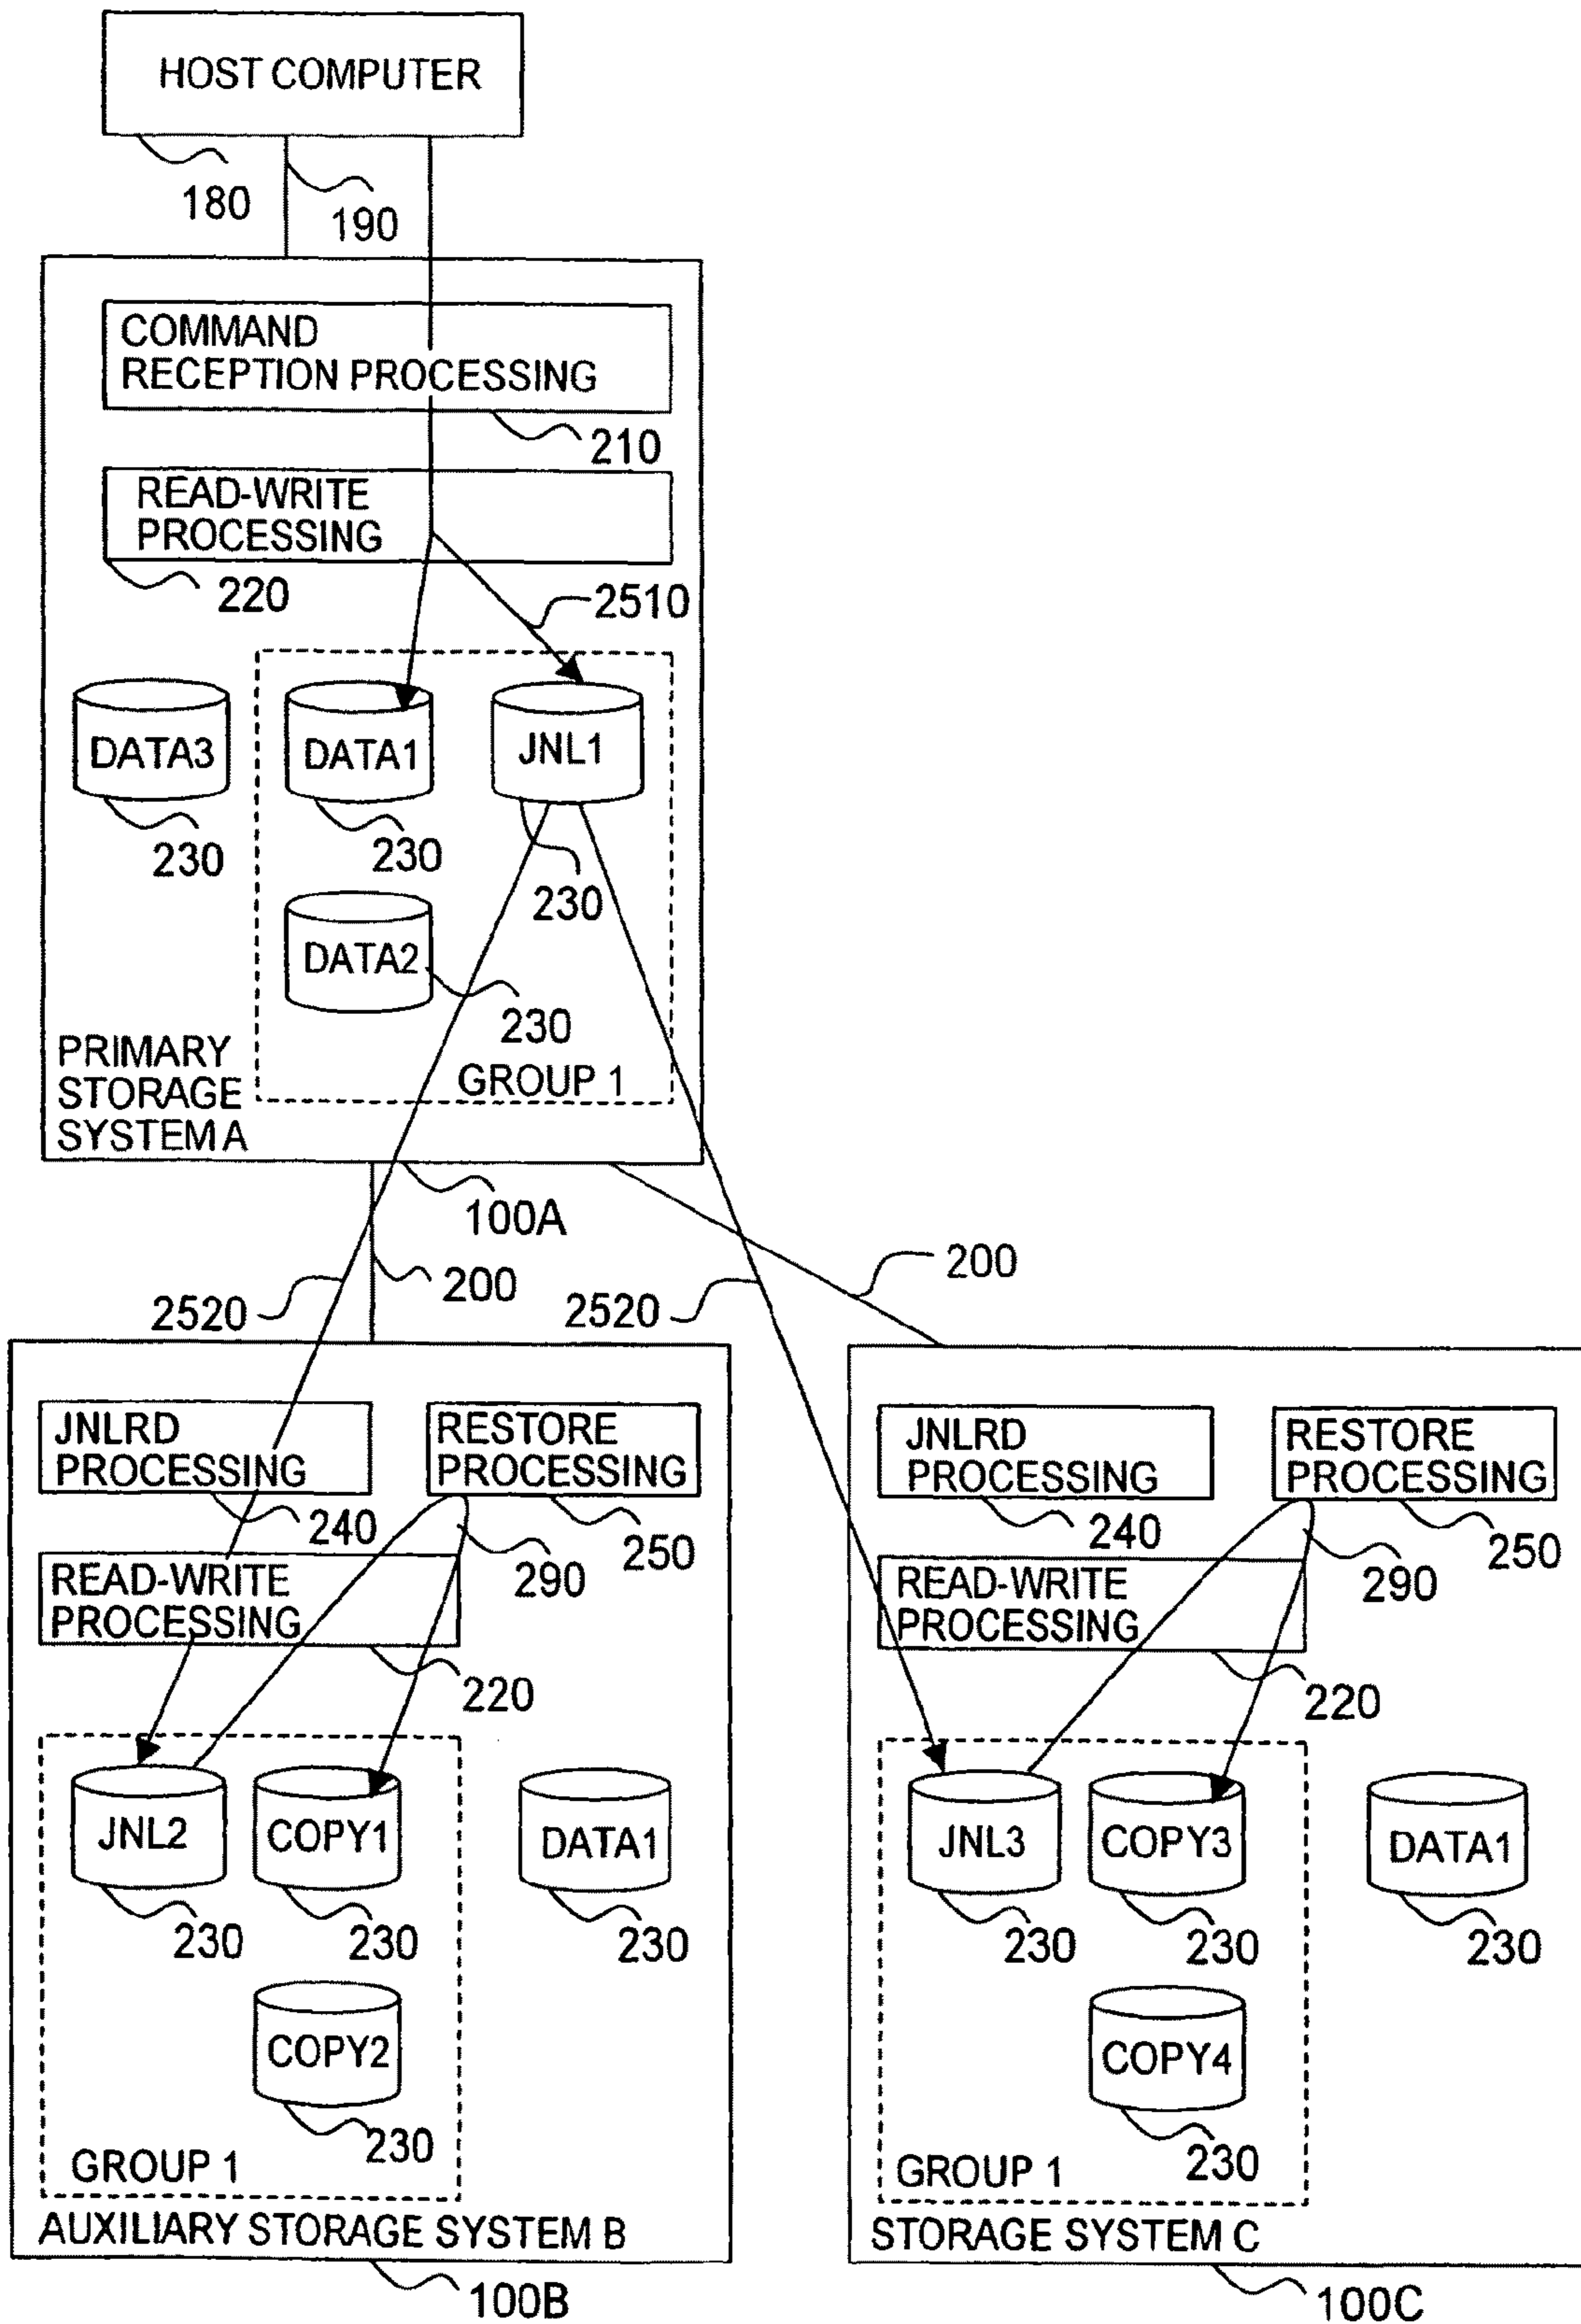 HOST COMPUTER
180
190
COMMAND
RECEPTION PROCESSING
210
READ-WRITE
PROCESSING
220
2510
DATA3
DATA1
JNL1
230
230
230
DATA2
230
PRIMARY
STORAGE
SYSTEM A
GROUP 1
100A
200
200
2520
2520
JNLRD
PROCESSING
RESTORE
PROCESSING
240
290
250
READ-WRITE
PROCESSING
220
JNL2
COPY1
DATA1
230
230
230
COPY2
230
GROUP 1
AUXILIARY STORAGE SYSTEM B
100B
JNLRD
PROCESSING
RESTORE
PROCESSING
240
290
250
READ-WRITE
PROCESSING
220
JNL3
COPY3
DATA1
230
230
230
COPY4
230
GROUP 1
STORAGE SYSTEM C
100C